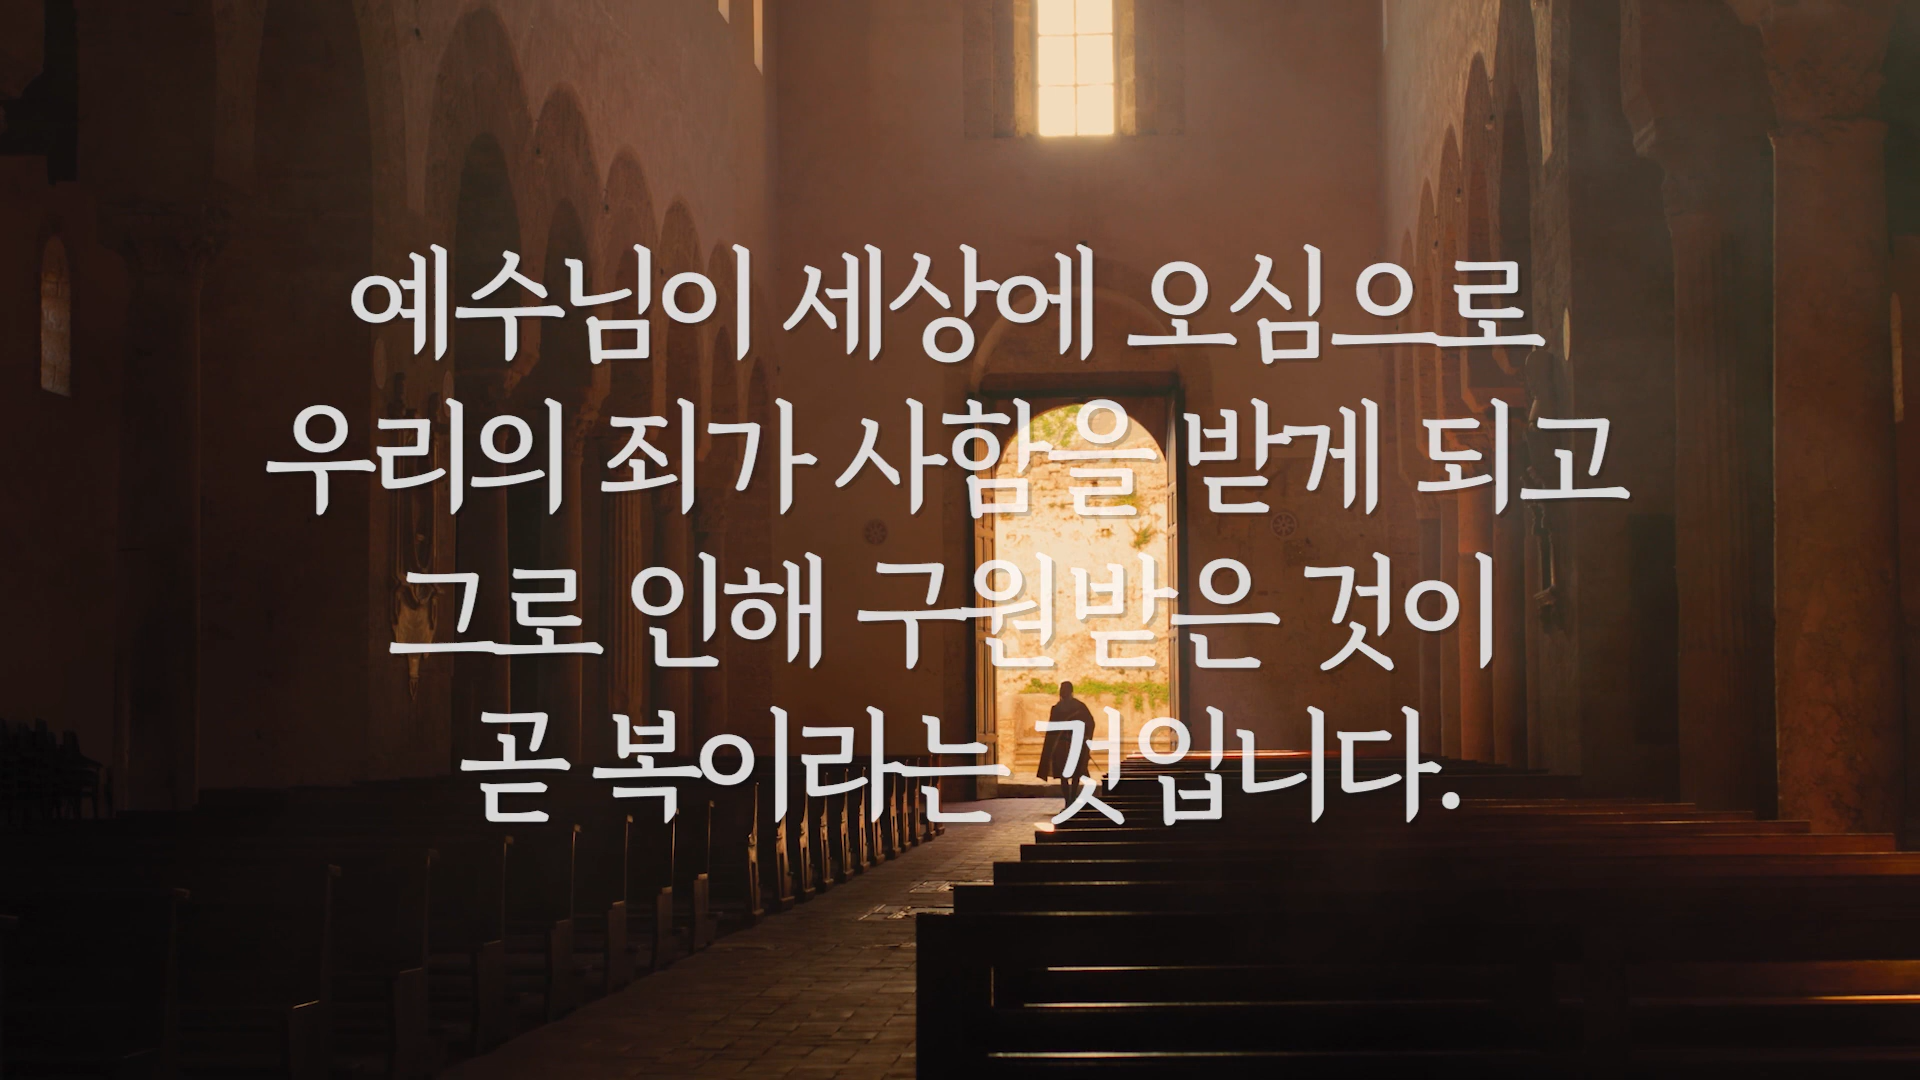 예수님이 세상에 오심으로
우리의 죄가 사함을 받게 되고
그로 인해 구원받은 것이
곧 복이라는 것입니다.